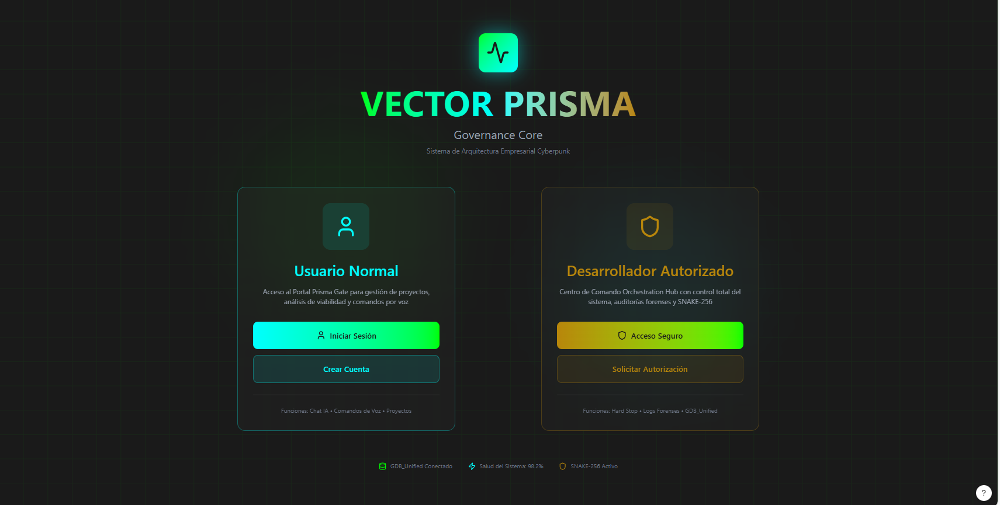 VECTOR PRISMA
Governance Core
Sistema de Arquitectura Empresarial Cyberpunk
Usuario Normal
Acceso al Portal Prisma Gate para gestión de proyectos,
análisis de viabilidad y comandos por voz
Iniciar Sesión
Crear Cuenta
Funciones: Chat IA • Comandos de Voz • Proyectos
Desarrollador Autorizado
Centro de Comando Orchestration Hub con control total del
sistema, auditorías forenses y SNAKE-256
Acceso Seguro
Solicitar Autorización
Funciones: Hard Stop • Logs Forenses • GDB_Unified
GDB_Unified Conectado
Salud del Sistema: 98.2%
SNAKE-256 Activo
?